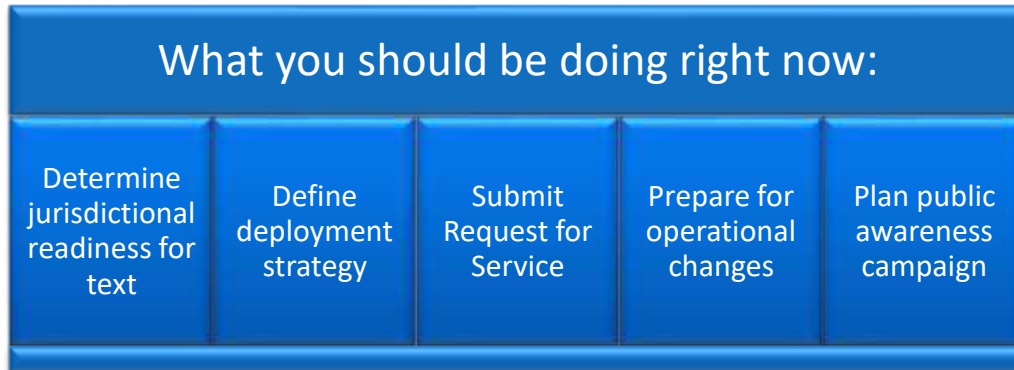 What you should be doing right now:
Determine
jurisdictional
readiness for
text
Define
deployment
strategy
Submit
Request for
Service
Prepare for
operational
changes
Plan public
awareness
campaign